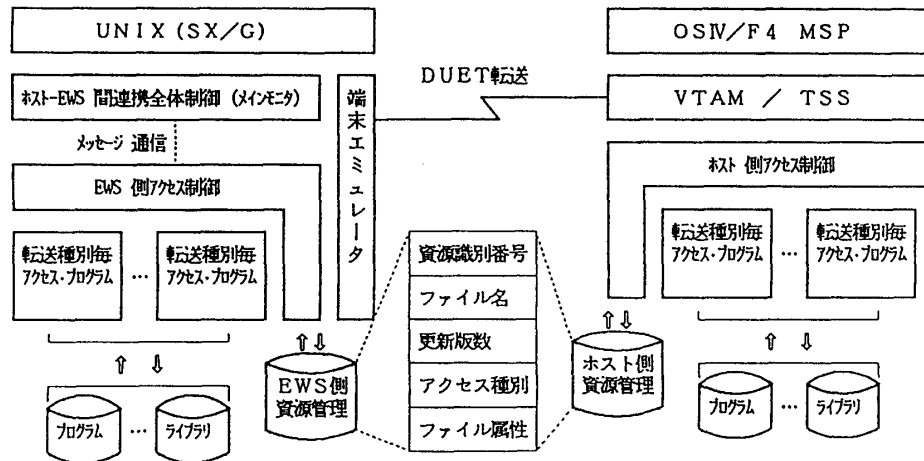 UNIX (SX/G)
ホスト-EWS 間連携全体制御 (メインモニタ)
メッセージ 通信
EWS 側アクセス制御
転送種別毎
アクセス・プログラム
…
転送種別毎
アクセス・プログラム
⇧ ⇩
プログラム
…
ライブラリ
端末エミュレータ
⇧⇩
EWS側
資源管理
DUET転送
資源識別番号
ファイル名
更新版数
アクセス種別
ファイル属性
OSⅣ/F4 MSP
VTAM / TSS
ホスト 側アクセス制御
転送種別毎
アクセス・プログラム
…
転送種別毎
アクセス・プログラム
⇧⇩
ホスト側
資源管理
⇧ ⇩
プログラム
…
ライブラリ